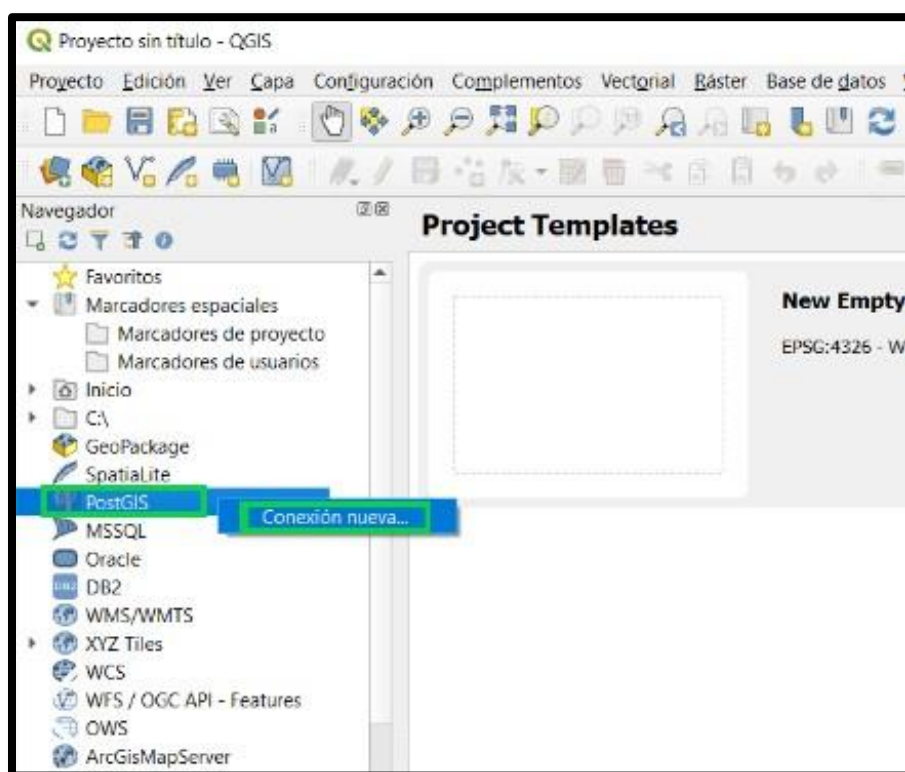 Proyecto sin título - QGIS
Proyecto Edición Ver Capa Configuración Complementos Vectorial Ráster Base de datos
Navegador
Project Templates
Favoritos
Marcadores espaciales
Marcadores de proyecto
Marcadores de usuarios
Inicio
C:\
GeoPackage
SpatiaLite
PostGIS
Conexión nueva...
MSSQL
Oracle
DB2
WMS/WMTS
XYZ Tiles
WCS
WFS / OGC API - Features
OWS
ArcGisMapServer
New Empty
EPSG:4326 - W